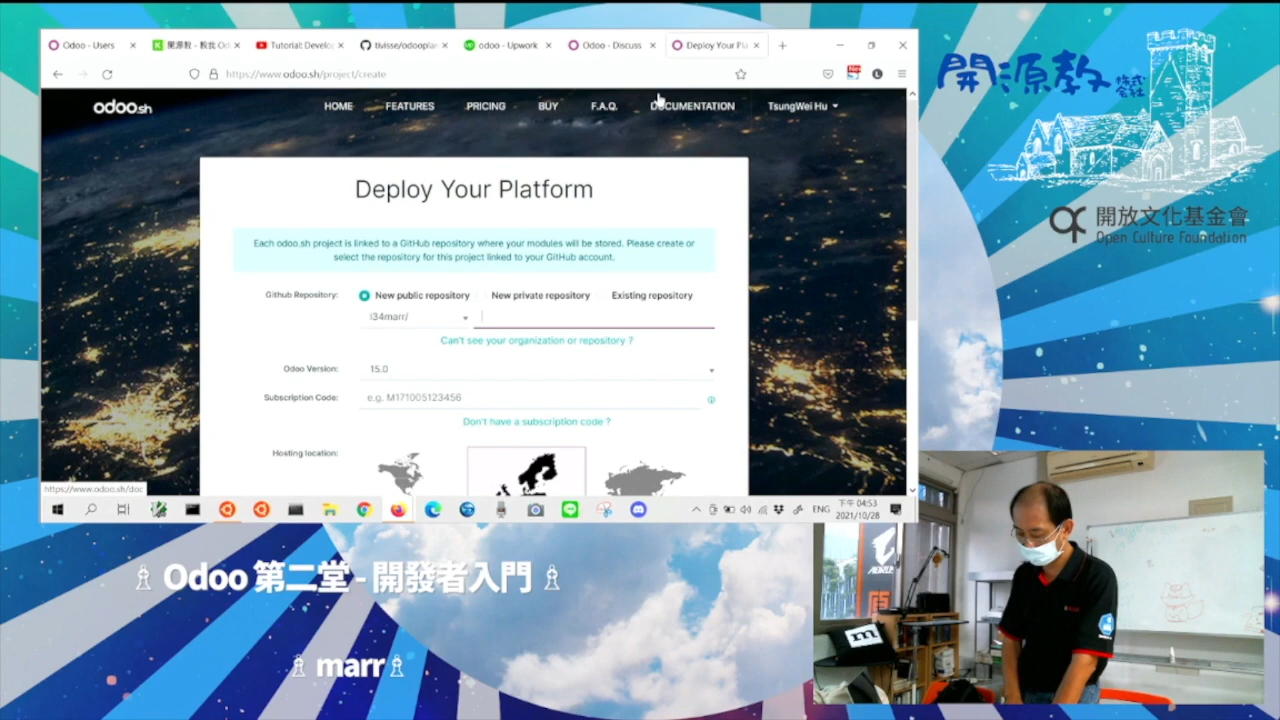 Odoo - Users
開源教 - 教我 Od
Tutorial: Develo
tivisse/odooplan
odoo - Upwork
Odoo - Discuss
Deploy Your Pla
https://www.odoo.sh/project/create
odoo.sh
HOME
FEATURES
PRICING
BUY
F.A.Q.
DOCUMENTATION
TsungWei Hu
Deploy Your Platform
Each odoo.sh project is linked to a GitHub repository where your modules will be stored. Please create or
select the repository for this project linked to your GitHub account.
Github Repository:
New public repository
New private repository
Existing repository
Can't see your organization or repository ?
Odoo Version:
15.0
Subscription Code:
e.g. M171005123456
Don't have a subscription code ?
Hosting location:
https://www.odoo.sh/doc
ENG
下午 04:53
2021/10/28
開源教 株式会社
開放文化基金會
Open Culture Foundation
Odoo 第二堂 - 開發者入門
marr
m